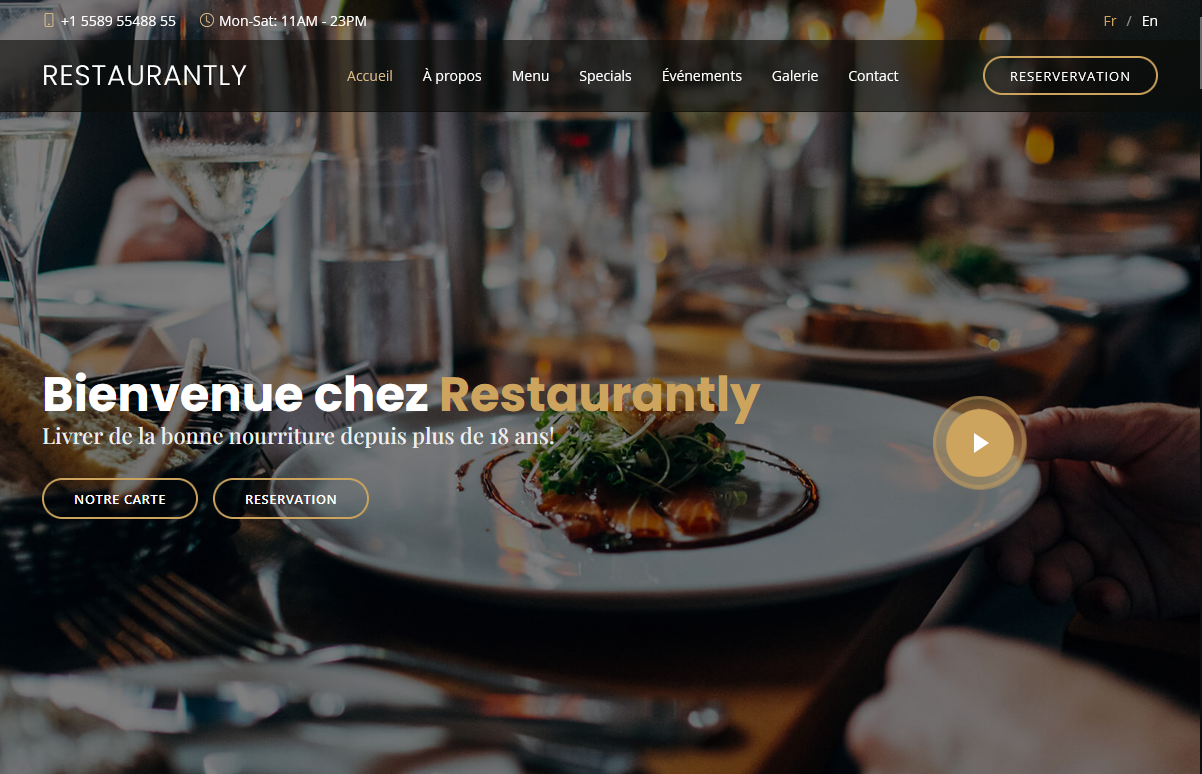 +1 5589 55488 55 Mon-Sat: 11AM - 23PM Fr / En
RESTAURANTLY Accueil À propos Menu Specials Événements Galerie Contact RESERVERVATION
Bienvenue chez Restaurantly
Livrer de la bonne nourriture depuis plus de 18 ans!
NOTRE CARTE RESERVATION